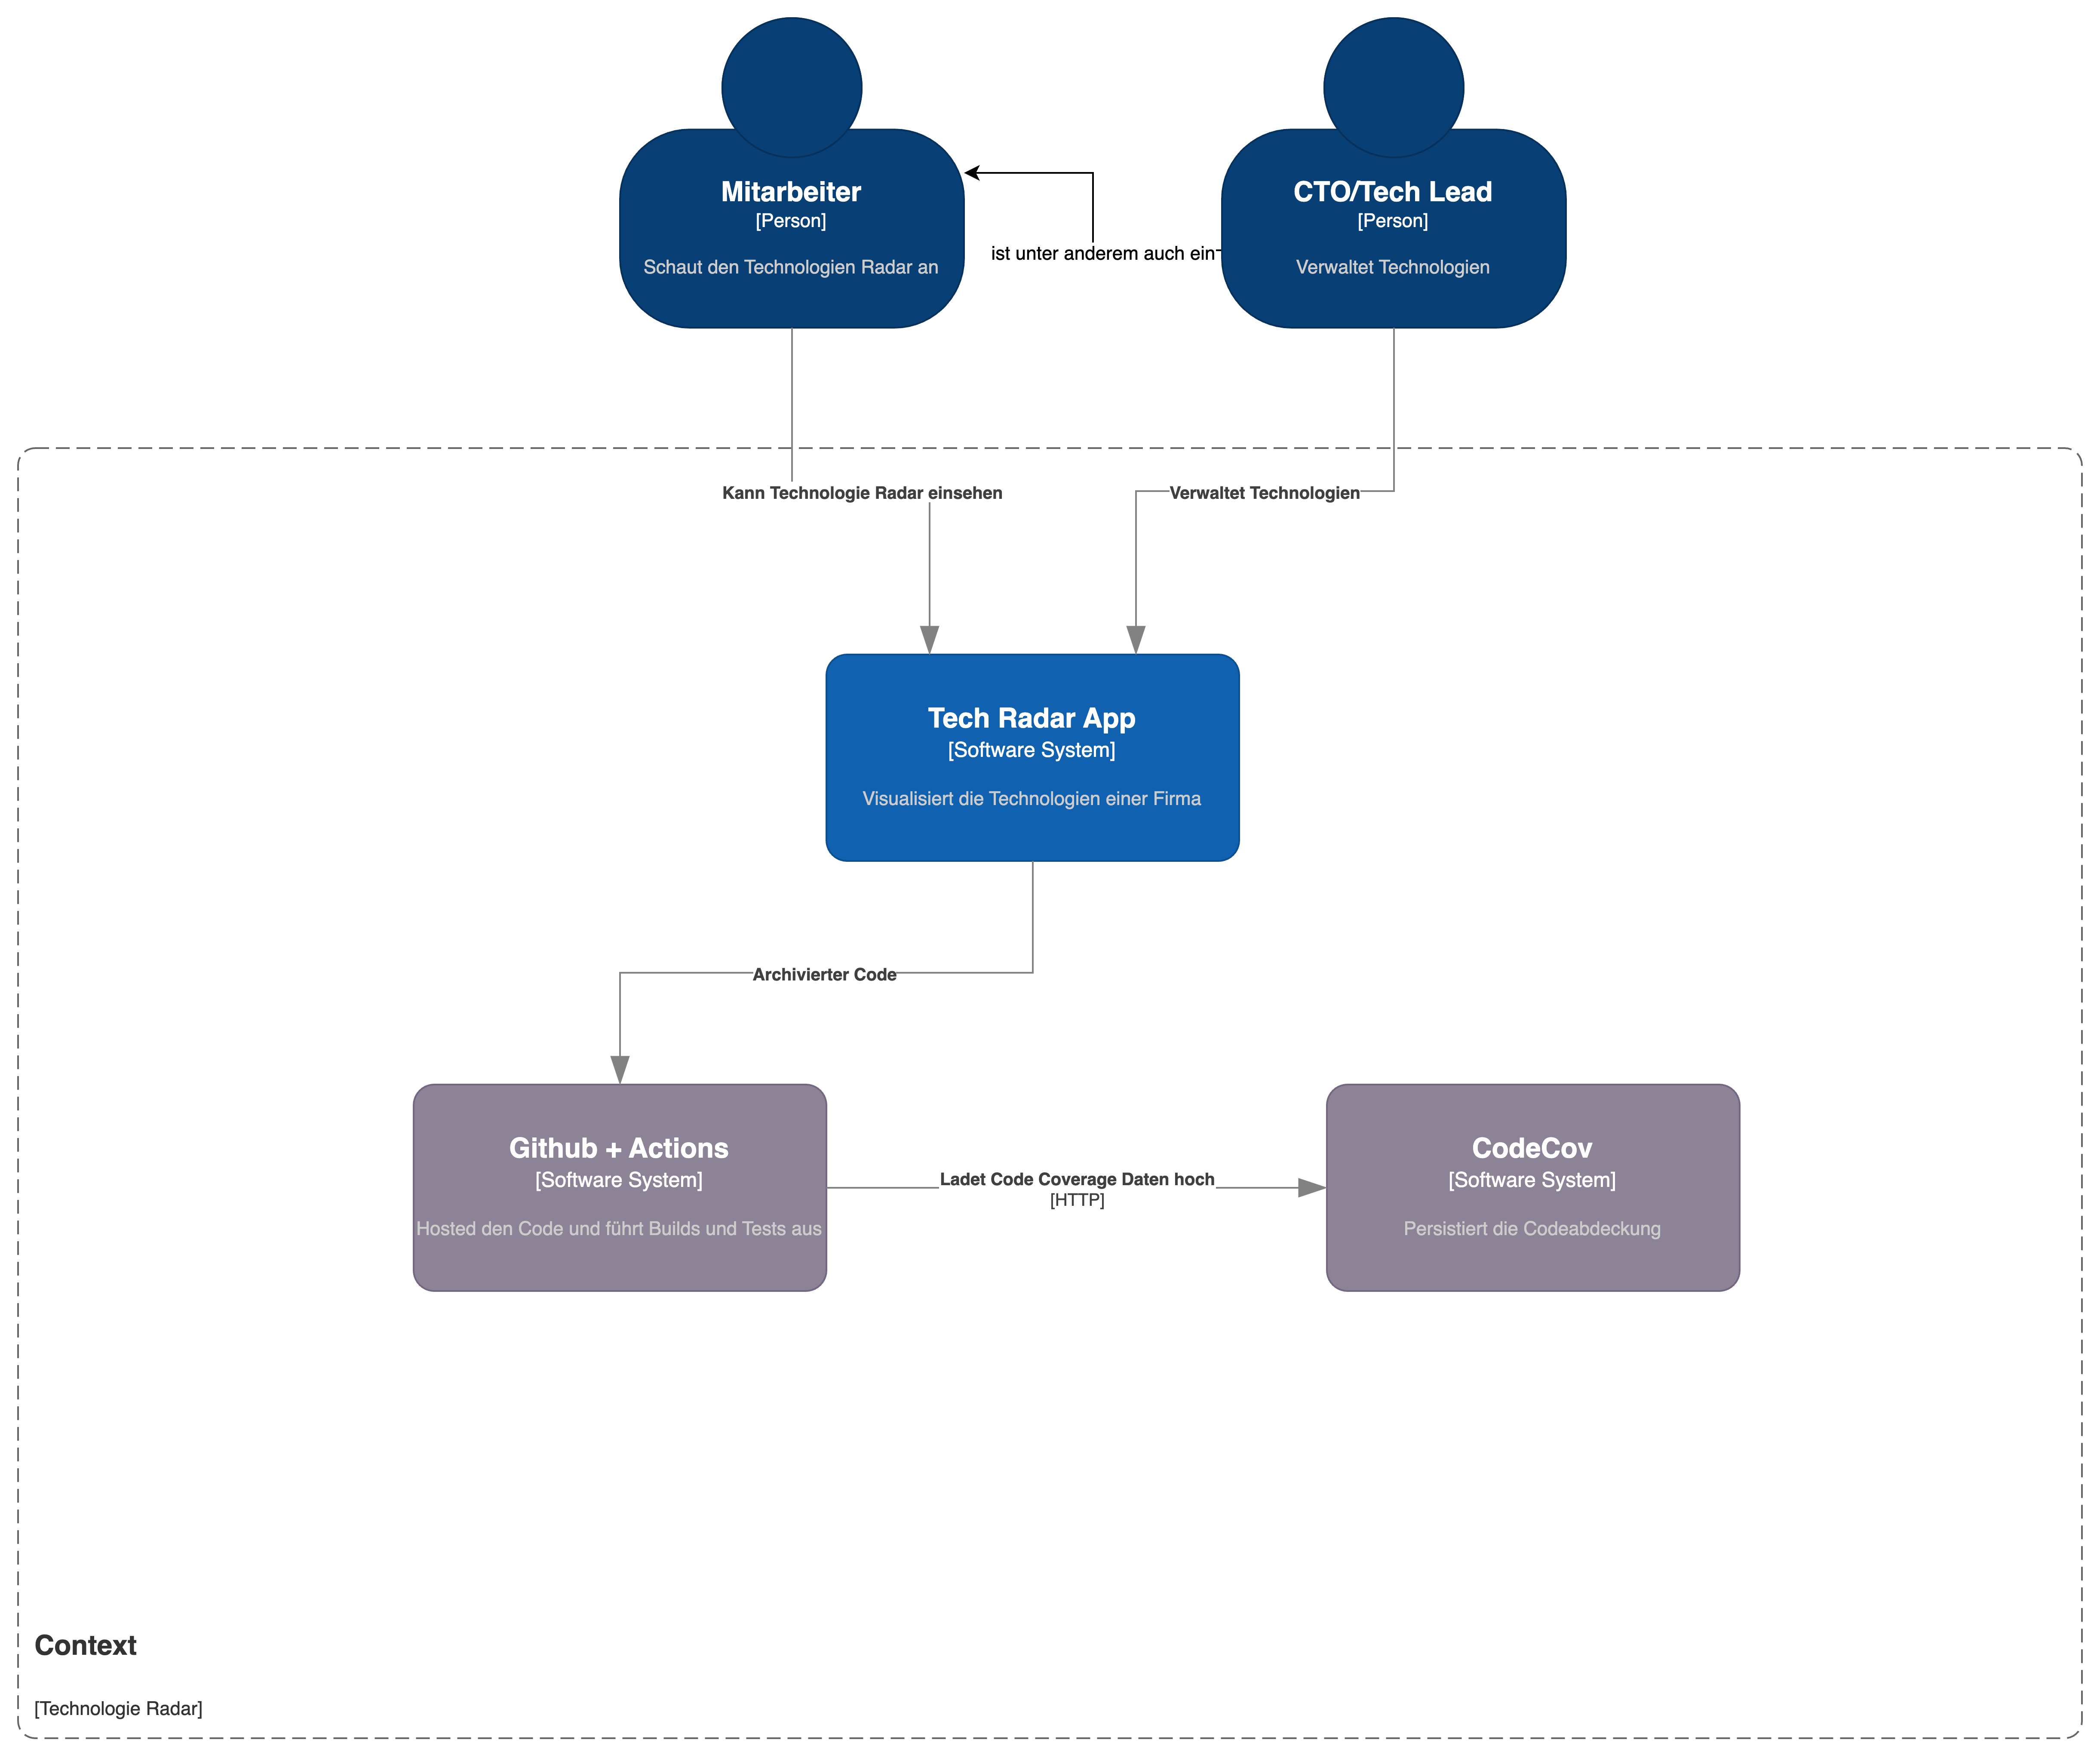 Mitarbeiter
[Person]
Schaut den Technologien Radar an
ist unter anderem auch ein
CTO/Tech Lead
[Person]
Verwaltet Technologien
Kann Technologie Radar einsehen
Verwaltet Technologien
Tech Radar App
[Software System]
Visualisiert die Technologien einer Firma
Archivierter Code
Github + Actions
[Software System]
Hosted den Code und führt Builds und Tests aus
Ladet Code Coverage Daten hoch
[HTTP]
CodeCov
[Software System]
Persistiert die Codeabdeckung
Context
[Technologie Radar]